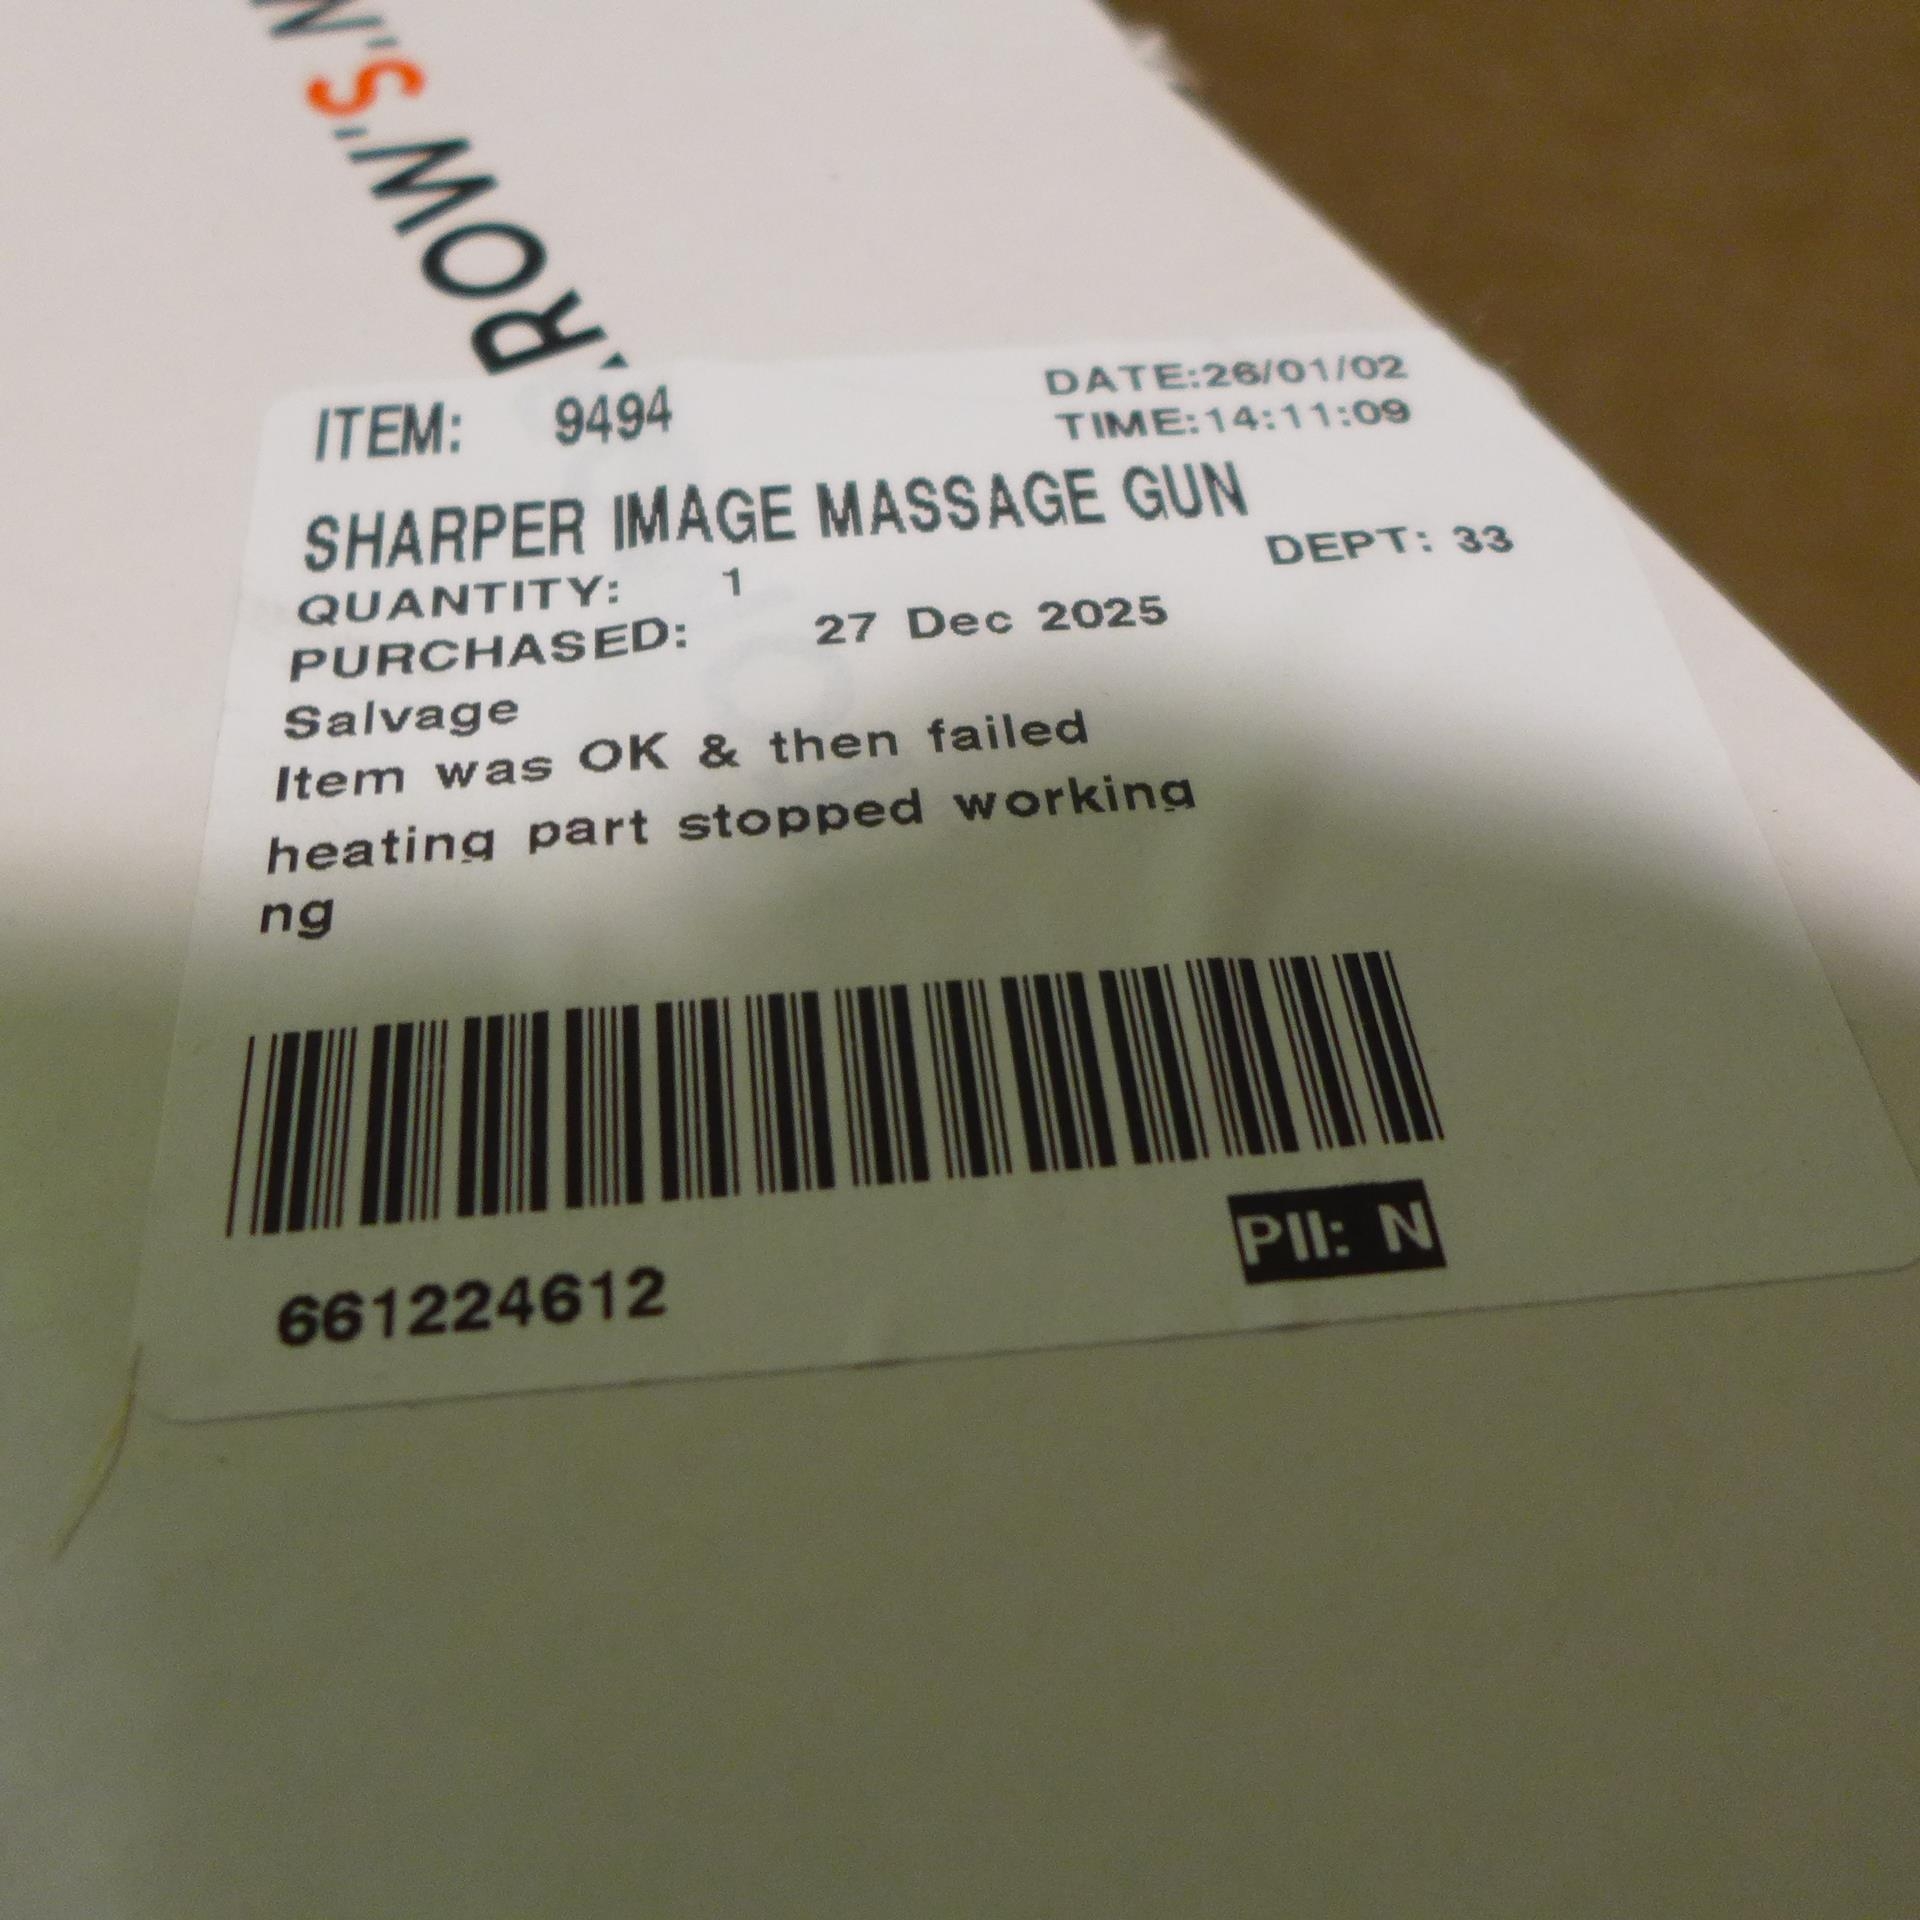 ROW'S
ITEM: 9494
DATE:26/01/02
TIME:14:11:09
SHARPER IMAGE MASSAGE GUN
DEPT: 33
QUANTITY: 1
PURCHASED: 27 Dec 2025
Salvage
Item was OK & then failed
heating part stopped working
ng
661224612
PII: N